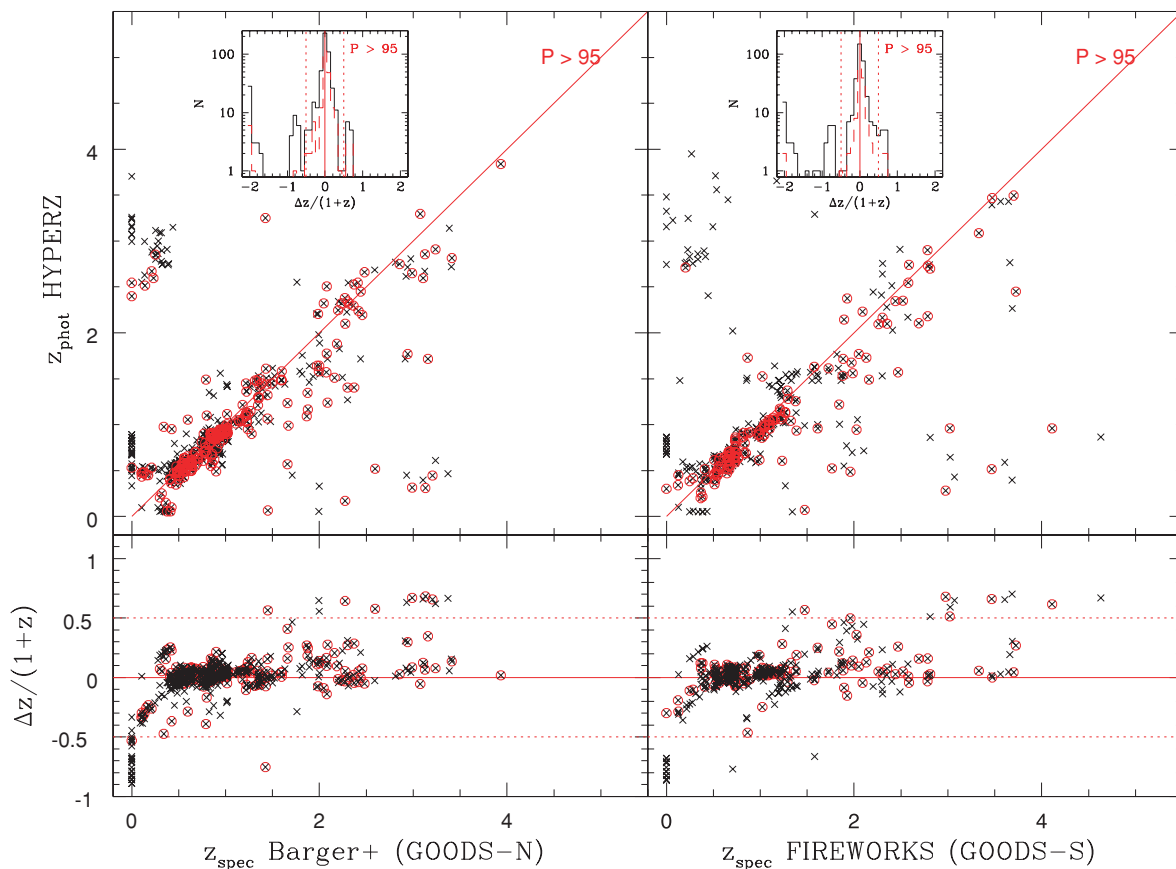 P > 95
P > 95
100
10
1
N
-2
-1
0
1
2
Δz/(1+z)
P > 95
P > 95
100
10
1
N
-2
-1
0
1
2
Δz/(1+z)
z_phot HYPERZ
4
2
0
Δz/(1+z)
1
0.5
0
-0.5
-1
0
2
4
0
2
4
z_spec Barger+ (GOODS-N)
z_spec FIREWORKS (GOODS-S)